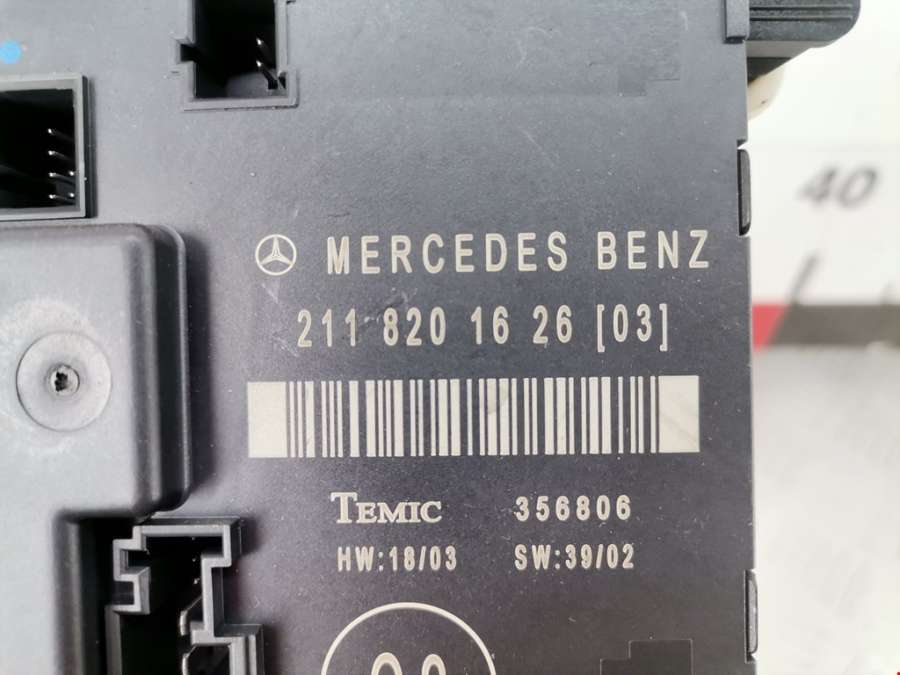 40
MERCEDES BENZ
211 820 16 26 [03]
TEMIC 356806
HW:18/03 SW:39/02